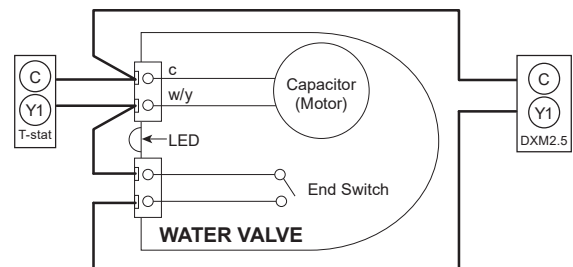 C
Y1
T-stat
c
w/y
LED
Capacitor
(Motor)
End Switch
WATER VALVE
C
Y1
DXM2.5